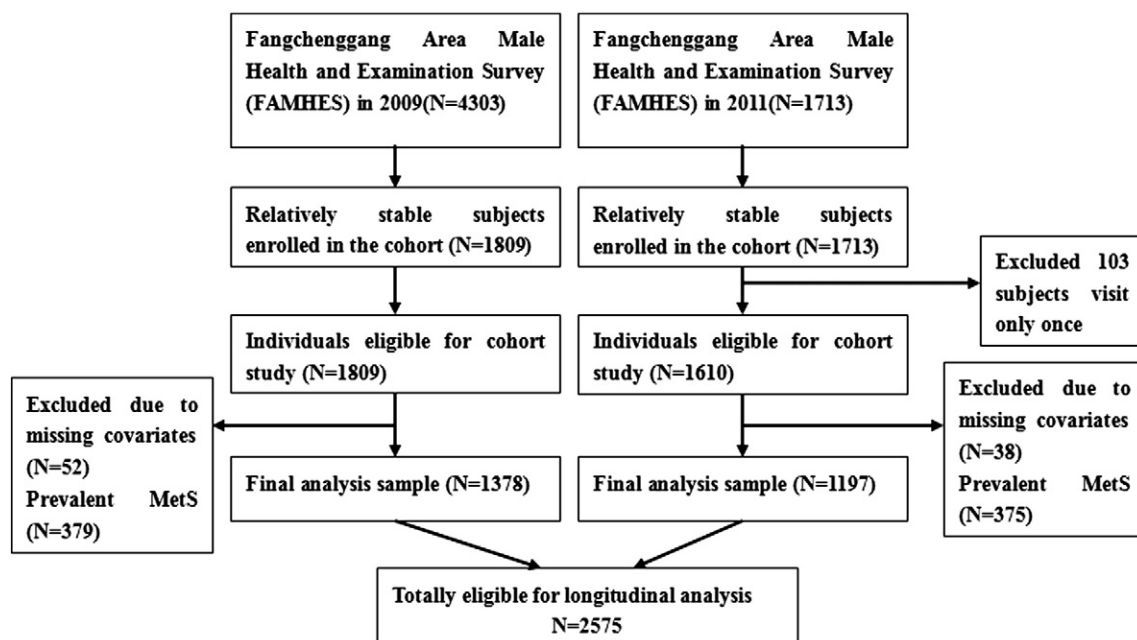 Fangchenggang Area Male
Health and Examination Survey
(FAMHES) in 2009(N=4303)
Fangchenggang Area Male
Health and Examination Survey
(FAMHES) in 2011(N=1713)
Relatively stable subjects
enrolled in the cohort (N=1809)
Relatively stable subjects
enrolled in the cohort (N=1713)
Excluded 103
subjects visit
only once
Individuals eligible for cohort
study (N=1809)
Individuals eligible for cohort
study (N=1610)
Excluded due to
missing covariates
(N=52)
Prevalent MetS
(N=379)
Excluded due to
missing covariates
(N=38)
Prevalent MetS
(N=375)
Final analysis sample (N=1378)
Final analysis sample (N=1197)
Totally eligible for longitudinal analysis
N=2575